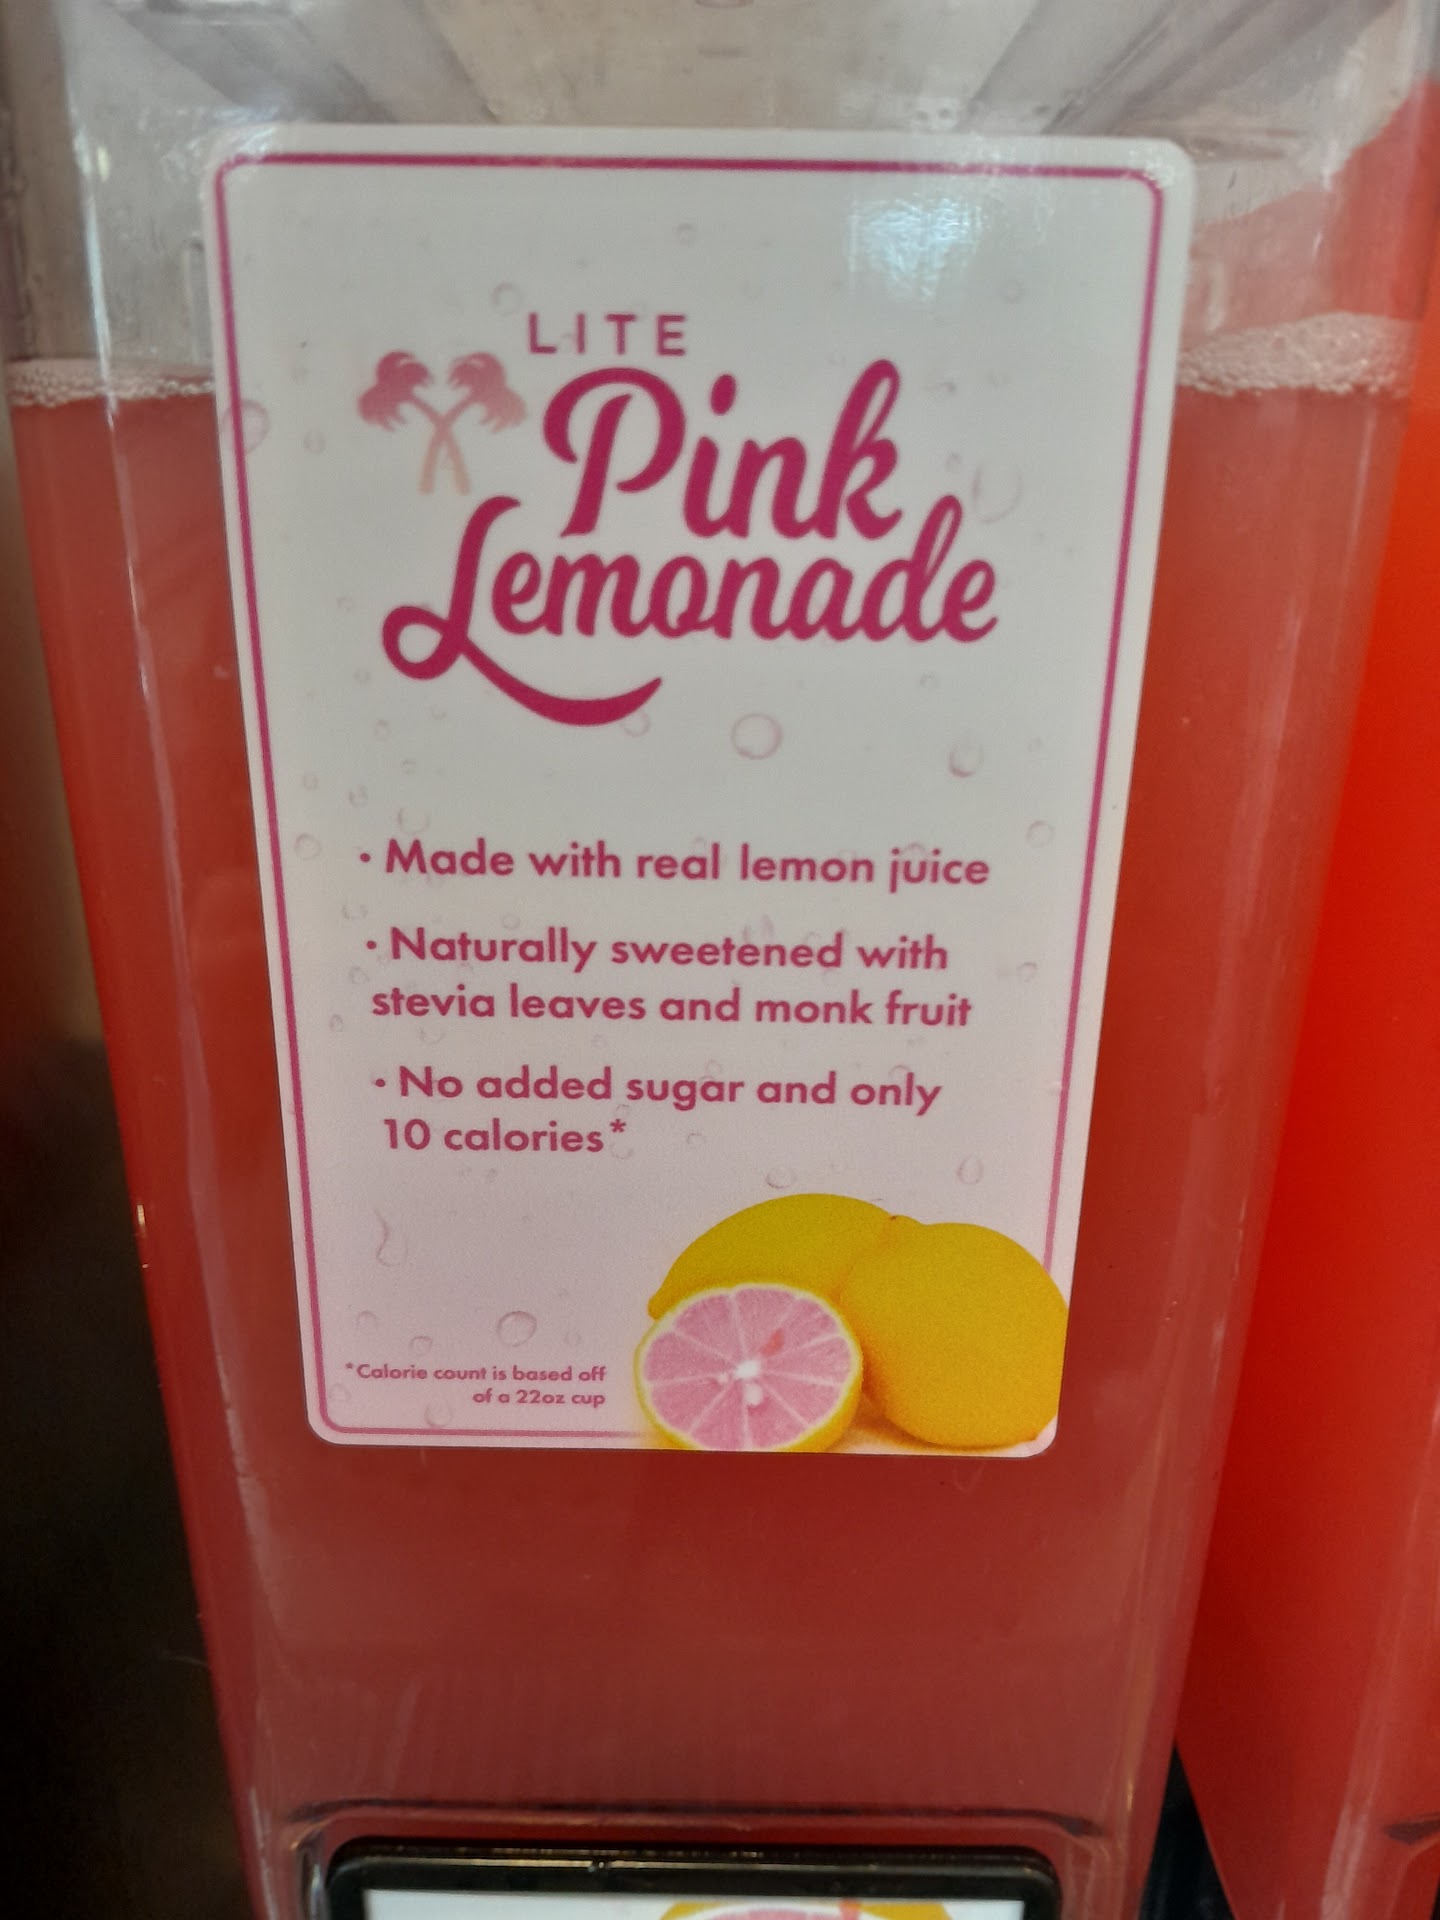 LITE
Pink
Lemonade
· Made with real lemon juice
· Naturally sweetened with
stevia leaves and monk fruit
· No added sugar and only
10 calories*
*Calorie count is based off
of a 22oz cup